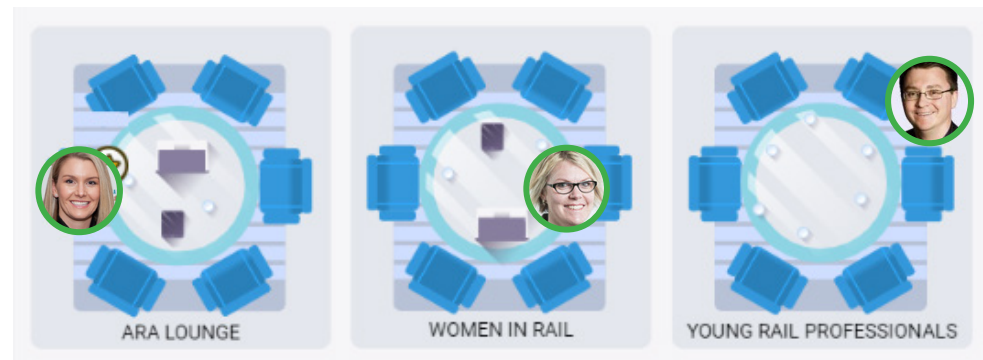 ARA LOUNGE
WOMEN IN RAIL
YOUNG RAIL PROFESSIONALS